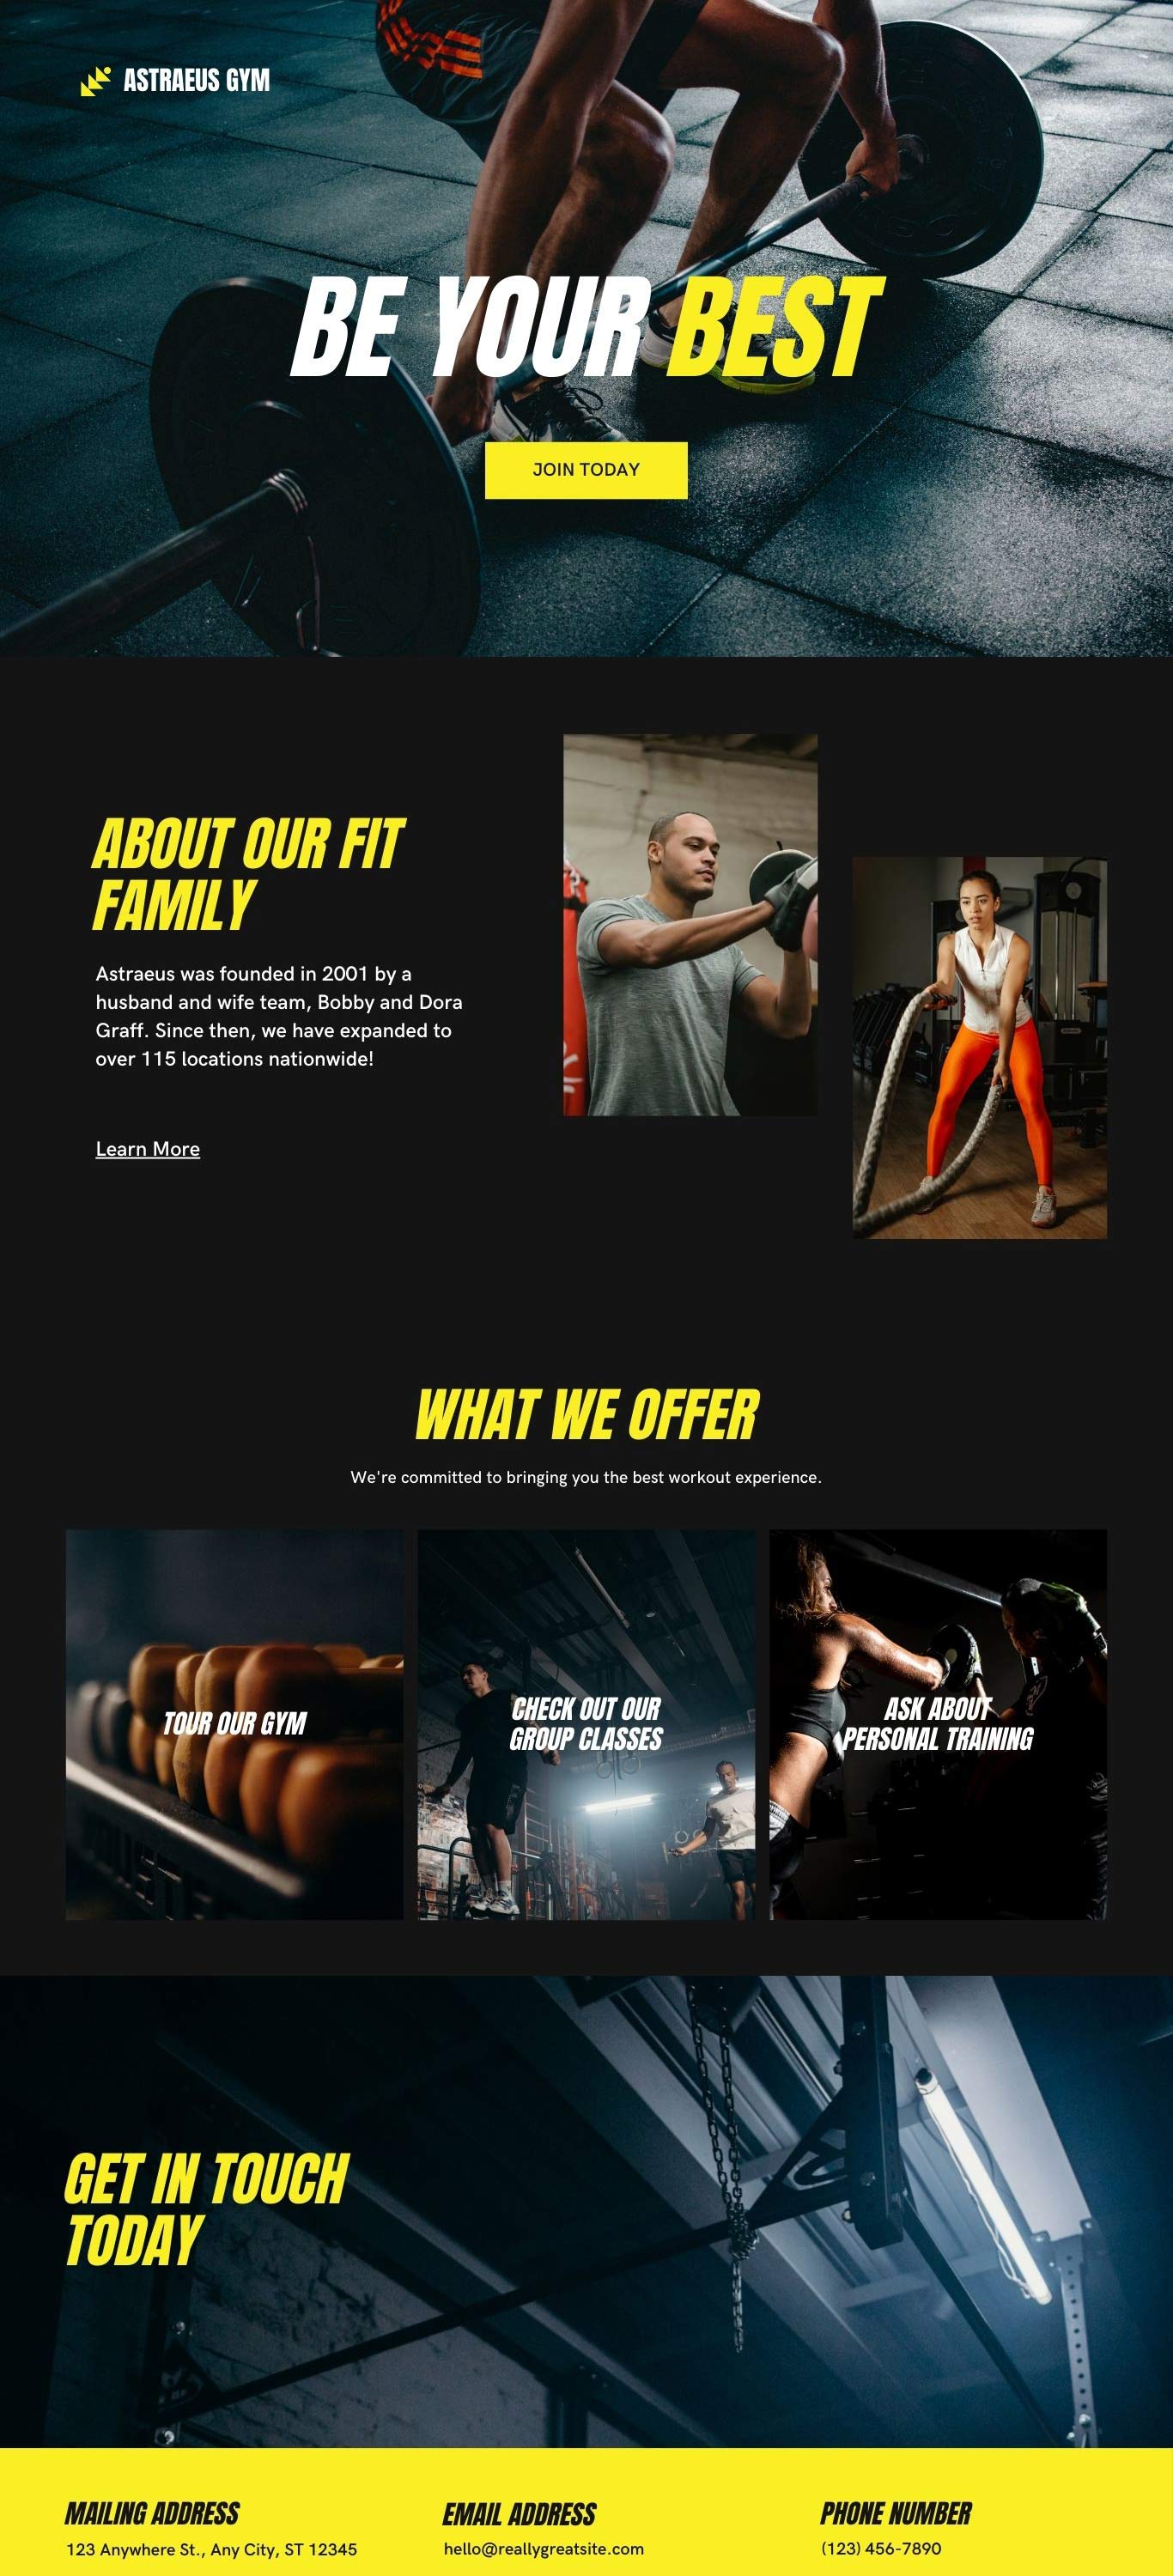 ASTRAEUS GYM
BE YOUR BEST
JOIN TODAY
ABOUT OUR FIT
FAMILY
Astraeus was founded in 2001 by a
husband and wife team, Bobby and Dora
Graff. Since then, we have expanded to
over 115 locations nationwide!
Learn More
WHAT WE OFFER
We're committed to bringing you the best workout experience.
TOUR OUR GYM
CHECK OUT OUR
GROUP CLASSES
ASK ABOUT
PERSONAL TRAINING
GET IN TOUCH
TODAY
MAILING ADDRESS
123 Anywhere St., Any City, ST 12345
EMAIL ADDRESS
hello@reallygreatsite.com
PHONE NUMBER
(123) 456-7890